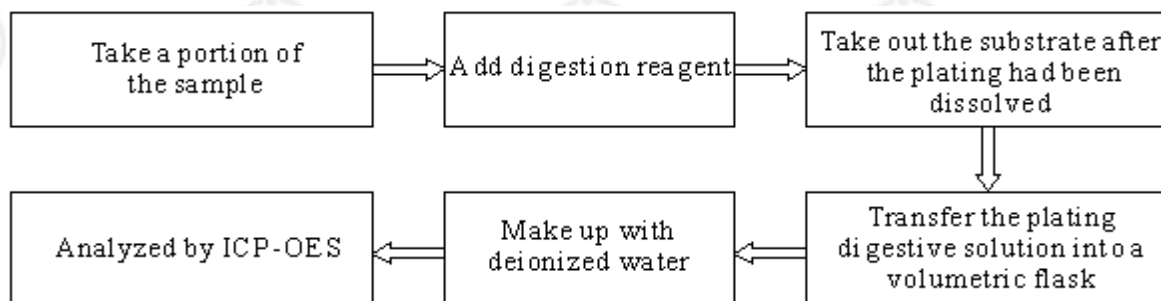 Take a portion of
the sample
Add digestion reagent
Take out the substrate after
the plating had been
dissolved
Transfer the plating
digestive solution into a
volumetric flask
Make up with
deionized water
Analyzed by ICP-OES